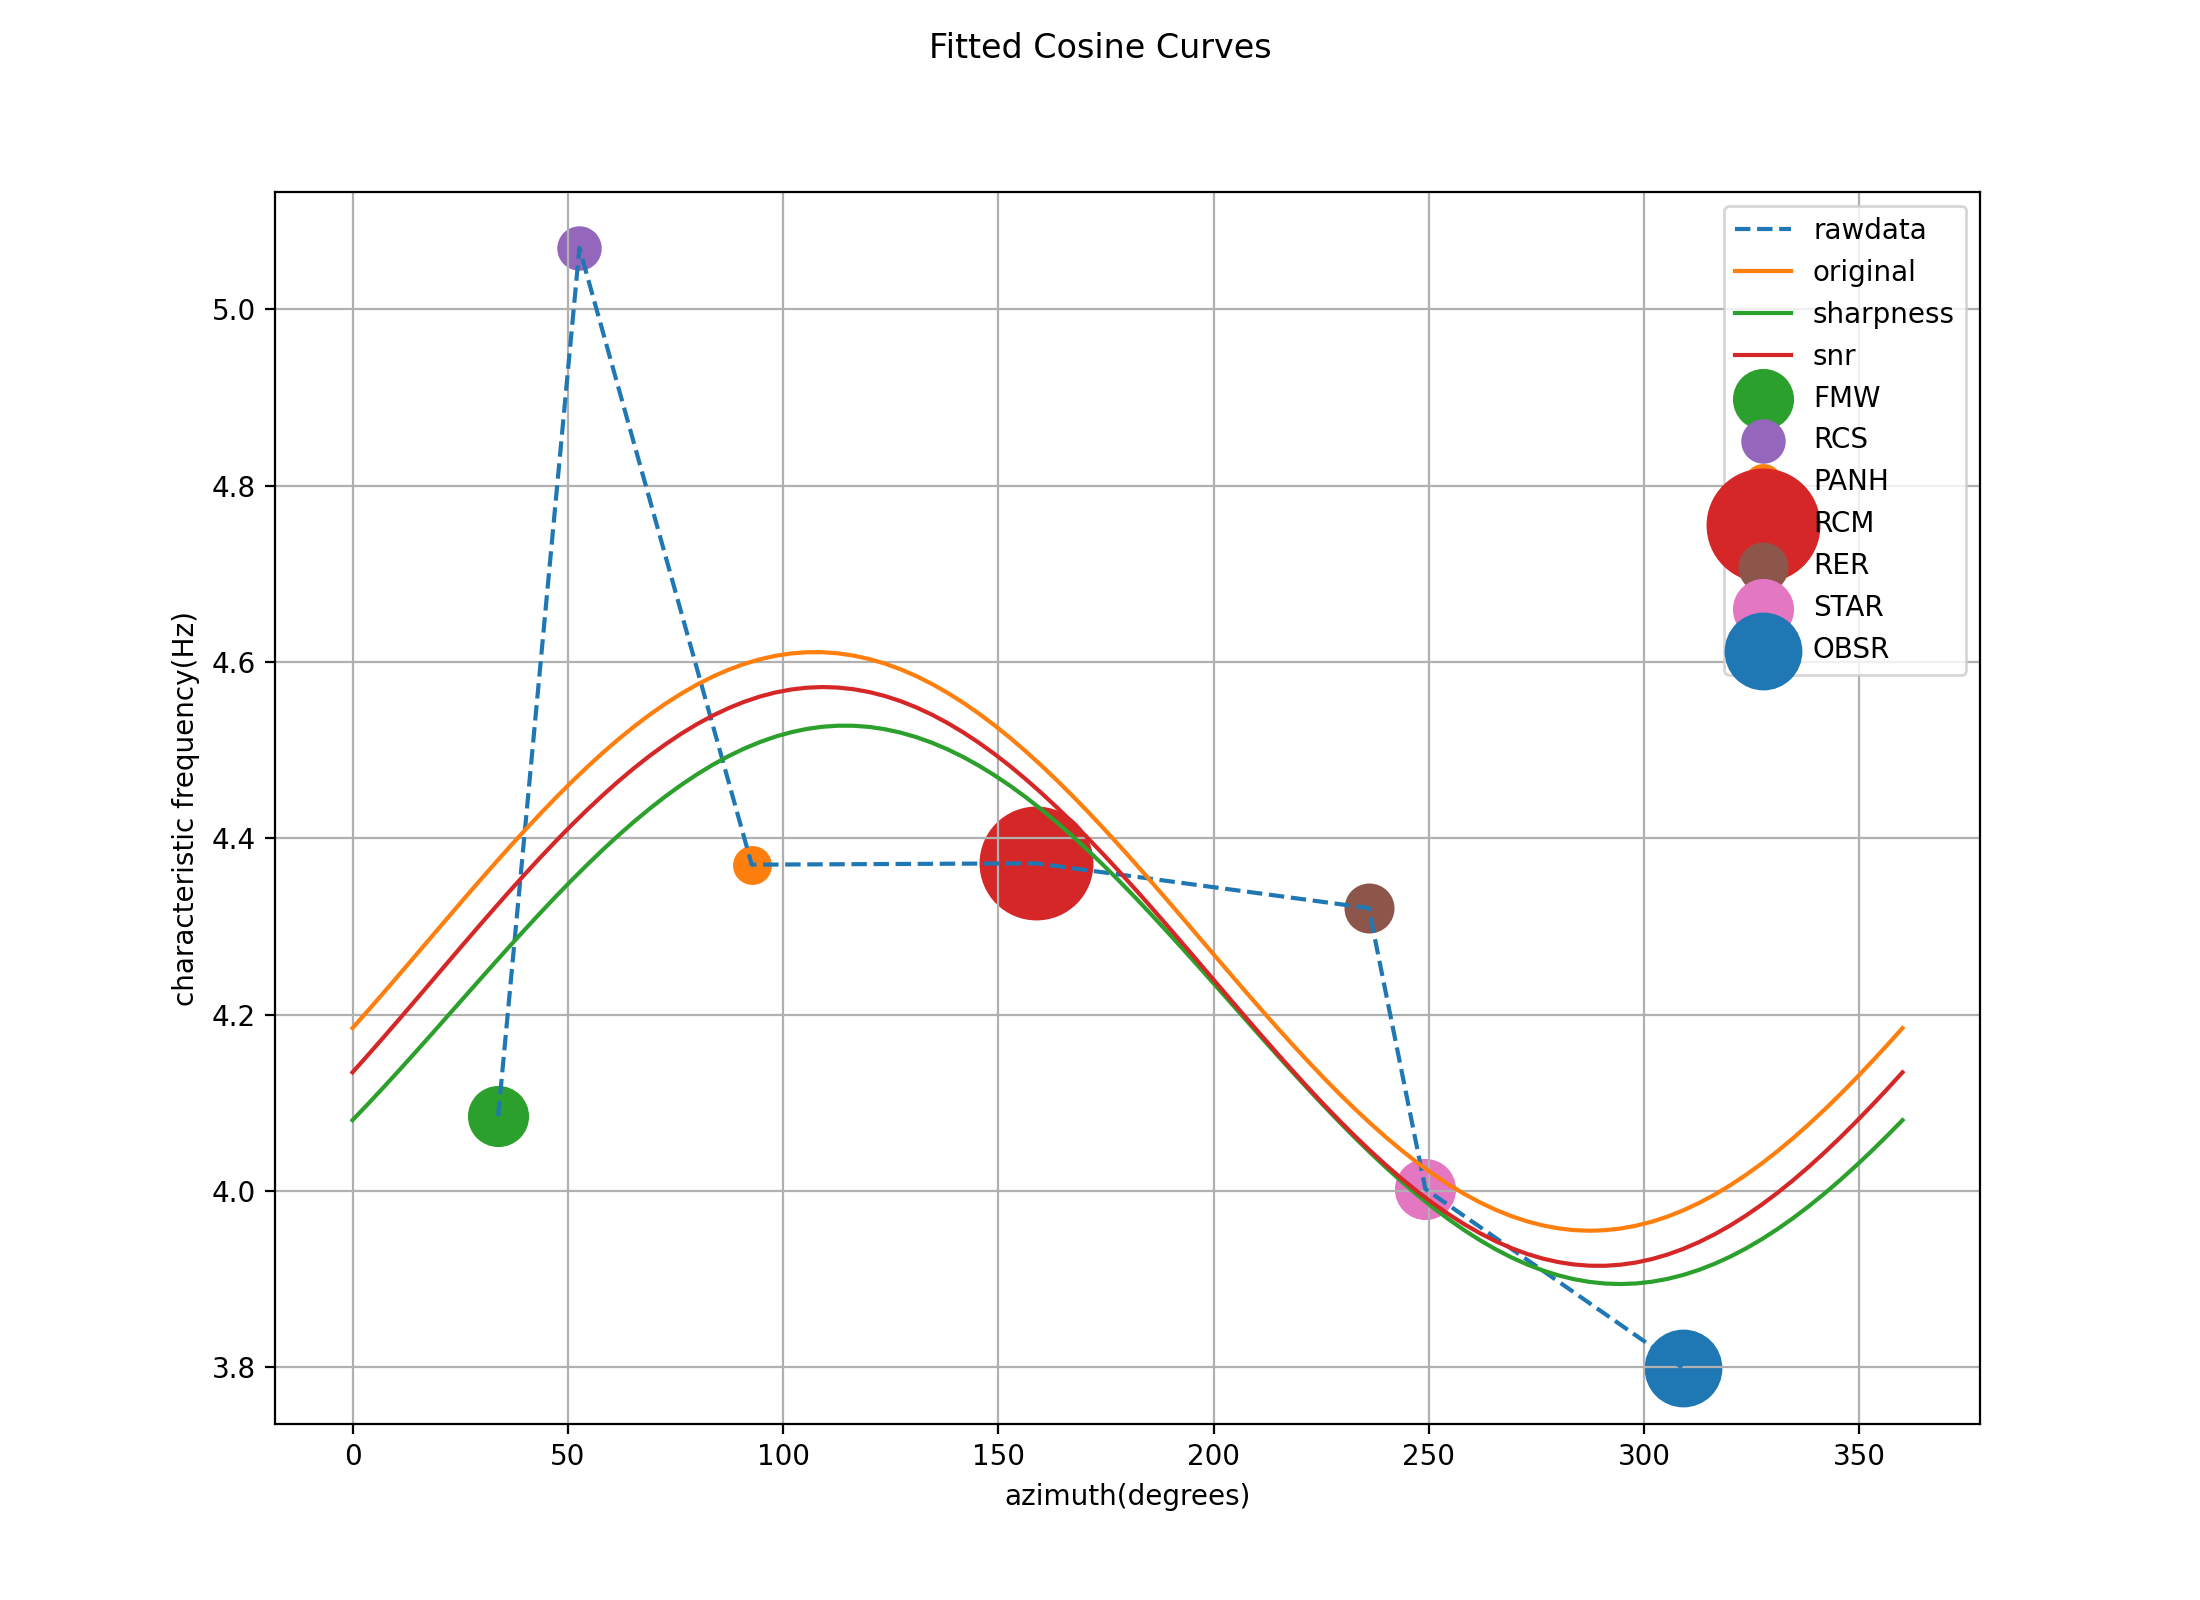 Fitted Cosine Curves
rawdata
original
sharpness
snr
FMW
RCS
PANH
RCM
RER
STAR
OBSR
characteristic frequency(Hz)
5.0
4.8
4.6
4.4
4.2
4.0
3.8
0 50 100 150 200 250 300 350
azimuth(degrees)